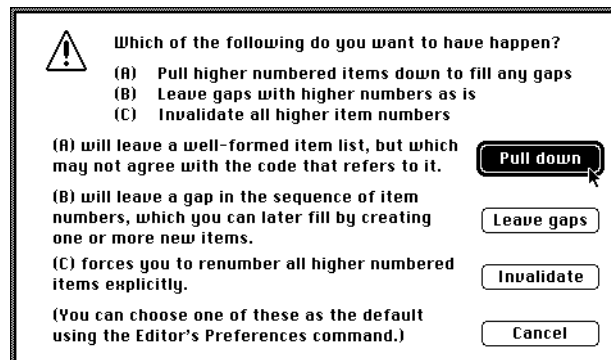 Which of the following do you want to have happen?
(A) Pull higher numbered items down to fill any gaps
(B) Leave gaps with higher numbers as is
(C) Invalidate all higher item numbers
(A) will leave a well-formed item list, but which
may not agree with the code that refers to it.
Pull down
(B) will leave a gap in the sequence of item
numbers, which you can later fill by creating
one or more new items.
Leave gaps
(C) forces you to renumber all higher numbered
items explicitly.
Invalidate
(You can choose one of these as the default
using the Editor's Preferences command.)
Cancel